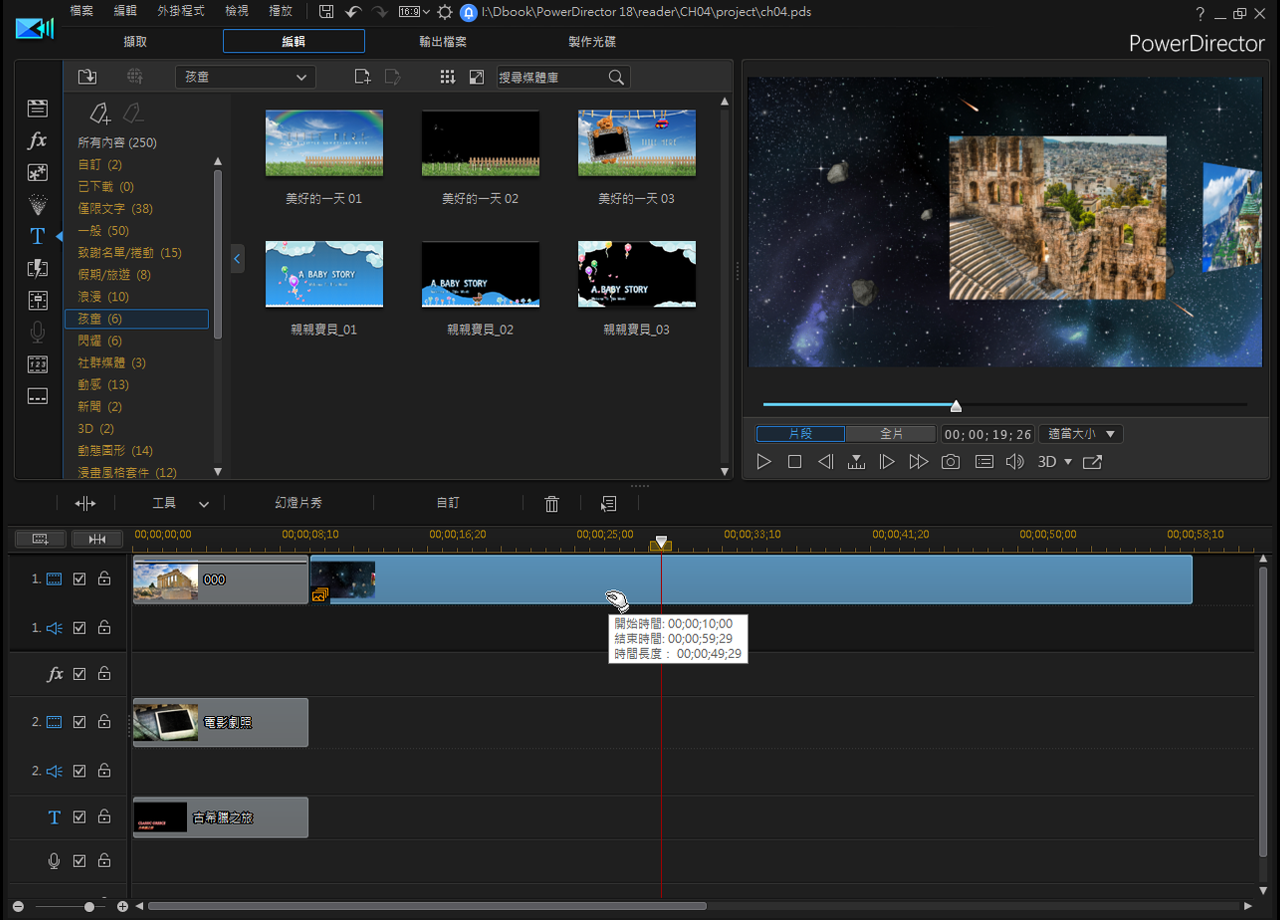 檔案 編輯 外掛程式 檢視 播放 16:9 I:\Dbook\PowerDirector 18\reader\CH04\project\ch04.pds ?
擷取 編輯 輸出檔案 製作光碟
PowerDirector
孩童 搜尋媒體庫
所有內容 (250)
自訂 (2)
已下載 (0)
僅限文字 (38)
一般 (50)
致謝名單/捲動 (15)
假期/旅遊 (8)
浪漫 (10)
孩童 (6)
閃耀 (6)
社群媒體 (3)
動感 (13)
新聞 (2)
3D (2)
動態圖形 (14)
漫畫風格套件 (12)
fx
T
美好的一天 01 美好的一天 02 美好的一天 03
A BABY STORY A BABY STORY A BABY STORY
親親寶貝_01 親親寶貝_02 親親寶貝_03
片段 全片 00;00;19;26 適當大小
3D
工具 幻燈片秀 自訂
00;00;00;00 00;00;08;10 00;00;16;20 00;00;25;00 00;00;33;10 00;00;41;20 00;00;50;00 00;00;58;10
1. 000
開始時間: 00;00;10;00
結束時間: 00;00;59;29
時間長度： 00;00;49;29
1.
fx
2. 電影劇照
2.
T CLASSIC GREECE 古希臘之旅